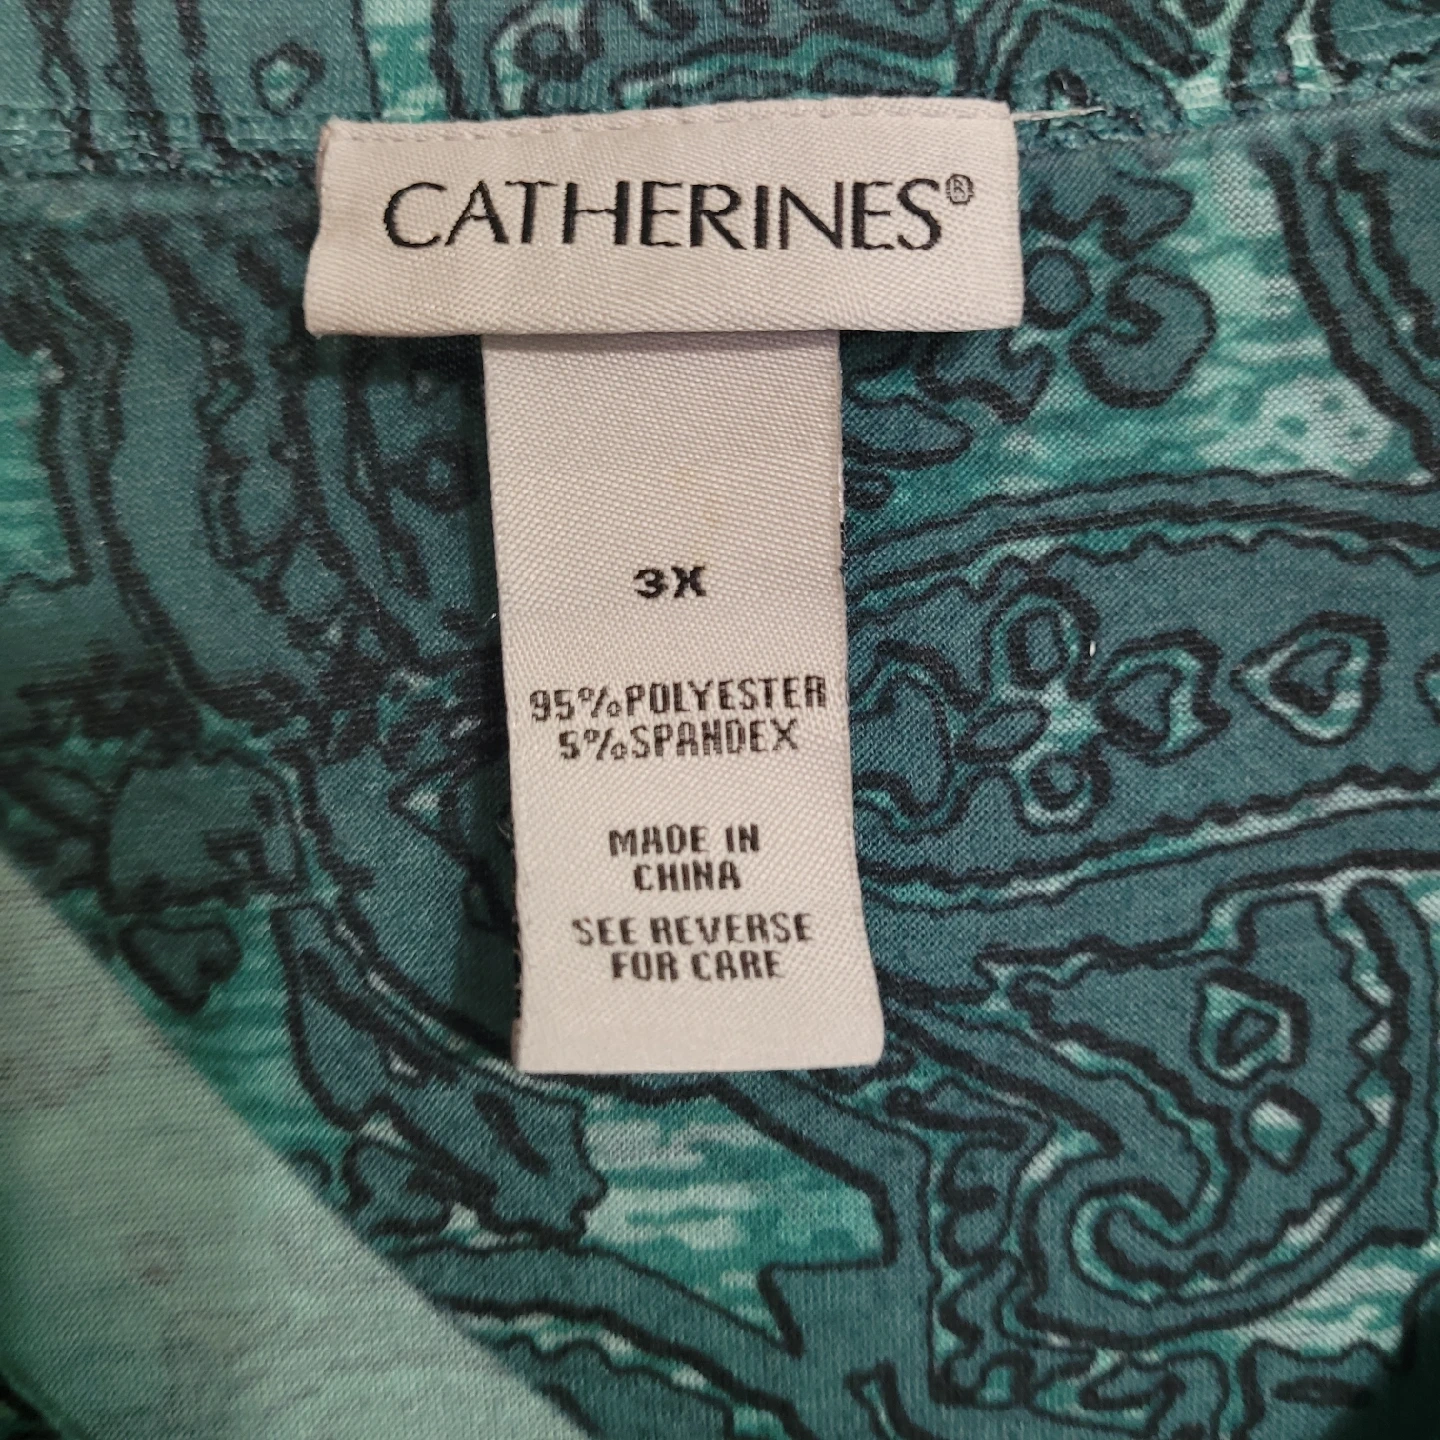 CATHERINES®
3X
95%POLYESTER
5%SPANDEX
MADE IN
CHINA
SEE REVERSE
FOR CARE